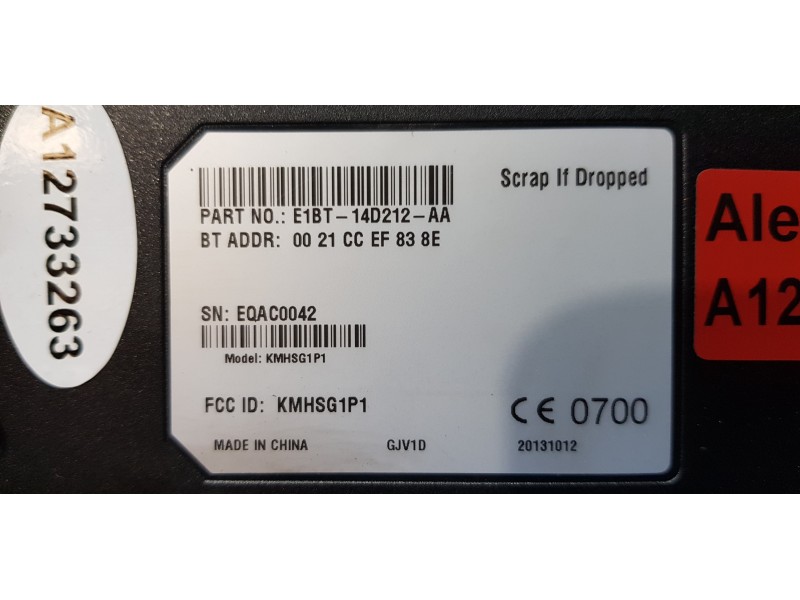 A12733263
Scrap If Dropped
PART NO.: E1BT-14D212-AA
BT ADDR: 00 21 CC EF 83 8E
SN: EQAC0042
Model: KMHSG1P1
FCC ID: KMHSG1P1
CE 0700
MADE IN CHINA GJV1D 20131012
Ale
A12